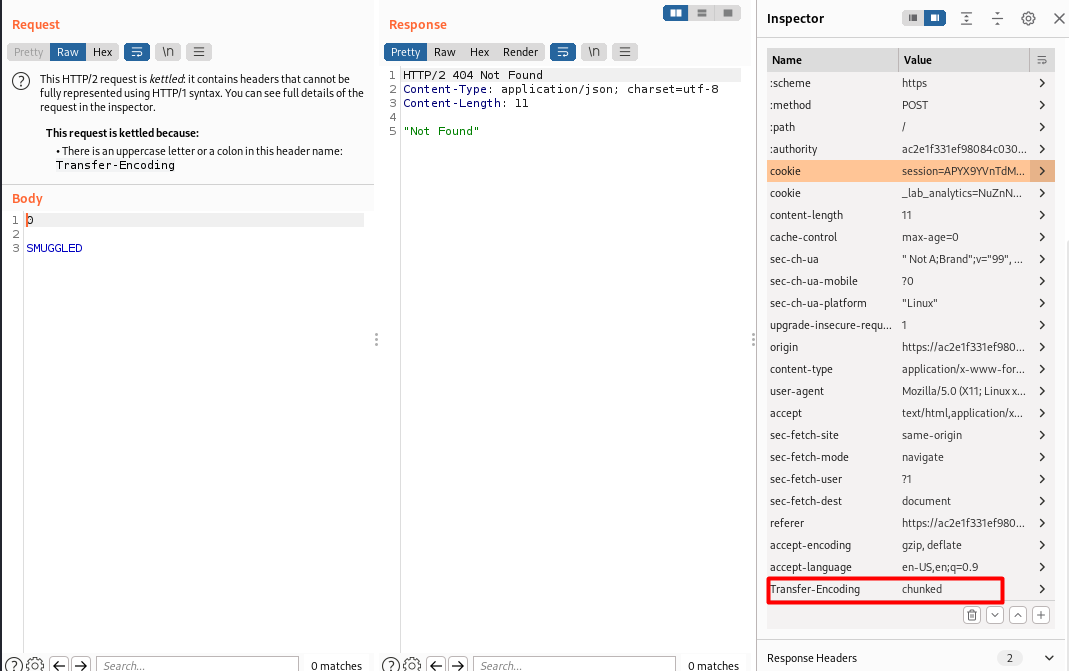 Request
Pretty Raw Hex \n
This HTTP/2 request is kettled: it contains headers that cannot be
fully represented using HTTP/1 syntax. You can see full details of the
request in the inspector.
This request is kettled because:
• There is an uppercase letter or a colon in this header name:
Transfer-Encoding
Body
1 0
2
3 SMUGGLED
Search...
0 matches
Response
Pretty Raw Hex Render \n
1 HTTP/2 404 Not Found
2 Content-Type: application/json; charset=utf-8
3 Content-Length: 11
4
5 "Not Found"
Search...
0 matches
Inspector
Name Value
:scheme https
:method POST
:path /
:authority ac2e1f331ef98084c030...
cookie session=APYX9YVnTdM...
cookie _lab_analytics=NuZnN...
content-length 11
cache-control max-age=0
sec-ch-ua " Not A;Brand";v="99", ...
sec-ch-ua-mobile ?0
sec-ch-ua-platform "Linux"
upgrade-insecure-requ... 1
origin https://ac2e1f331ef980...
content-type application/x-www-for...
user-agent Mozilla/5.0 (X11; Linux x...
accept text/html,application/x...
sec-fetch-site same-origin
sec-fetch-mode navigate
sec-fetch-user ?1
sec-fetch-dest document
referer https://ac2e1f331ef980...
accept-encoding gzip, deflate
accept-language en-US,en;q=0.9
Transfer-Encoding chunked
Response Headers 2